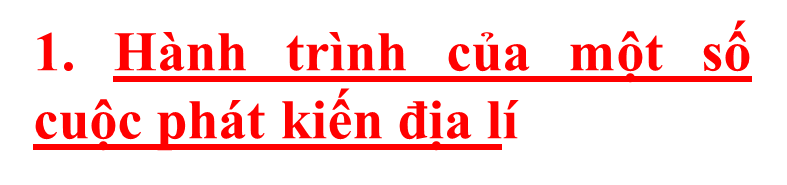 1. Hành trình của một số
cuộc phát kiến địa lí